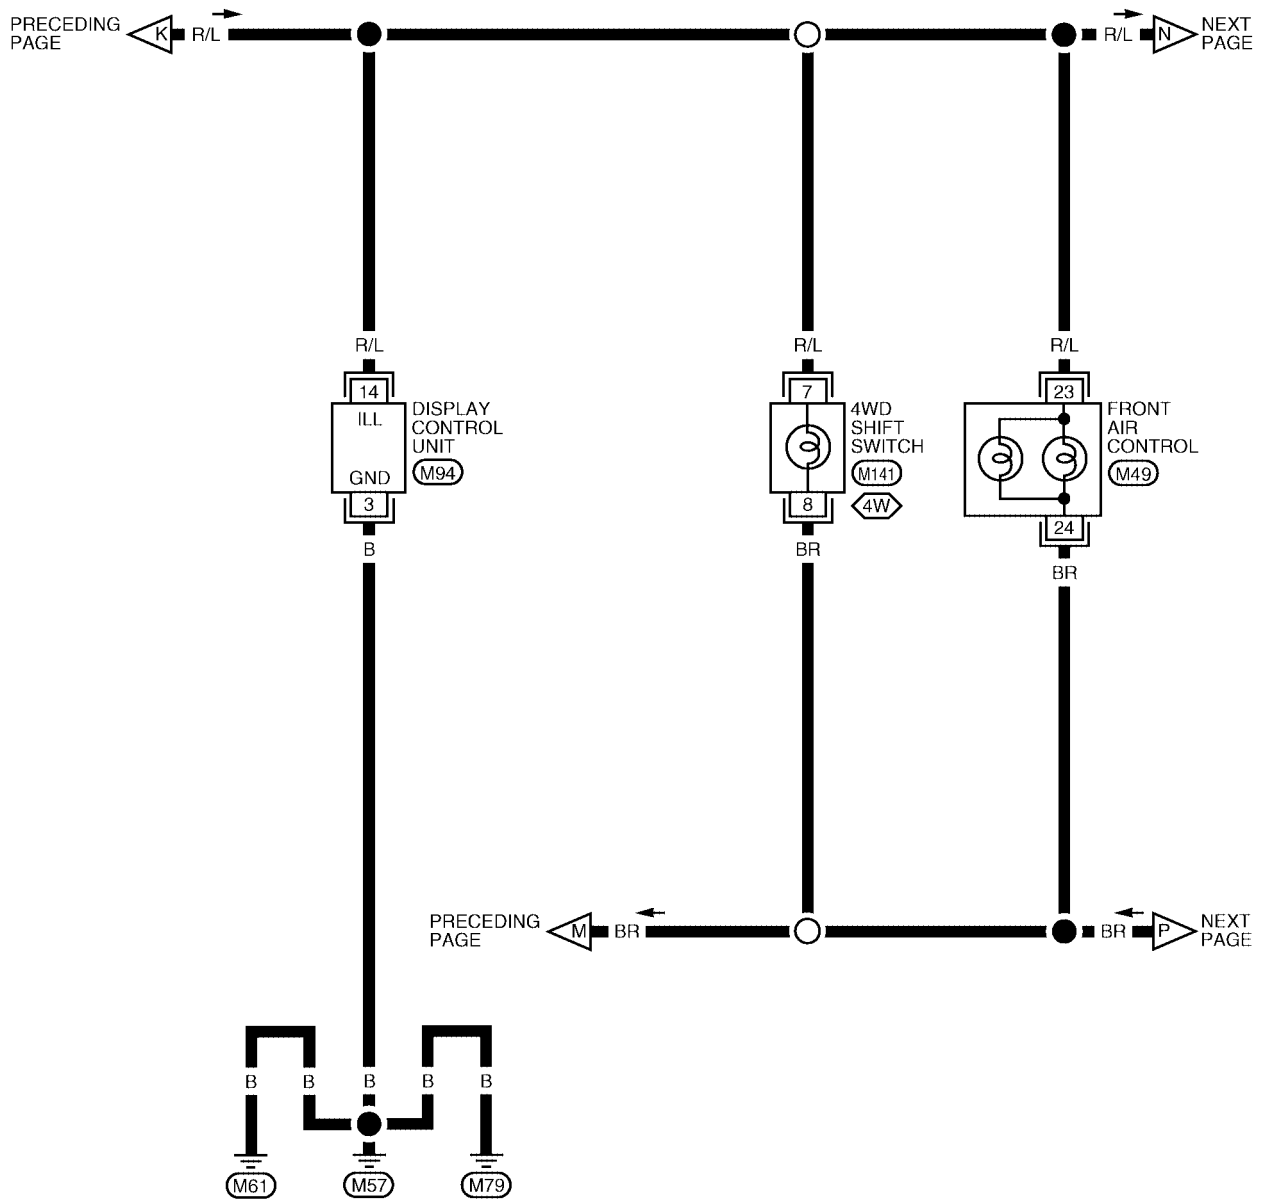 PRECEDING
PAGE
K
R/L
R/L
N
NEXT
PAGE
R/L
R/L
R/L
14
ILL
GND
3
DISPLAY
CONTROL
UNIT
M94
B
7
8
4WD
SHIFT
SWITCH
M141
4W
BR
23
24
FRONT
AIR
CONTROL
M49
BR
PRECEDING
PAGE
M
BR
BR
P
NEXT
PAGE
B
B
B
B
B
M61
M57
M79